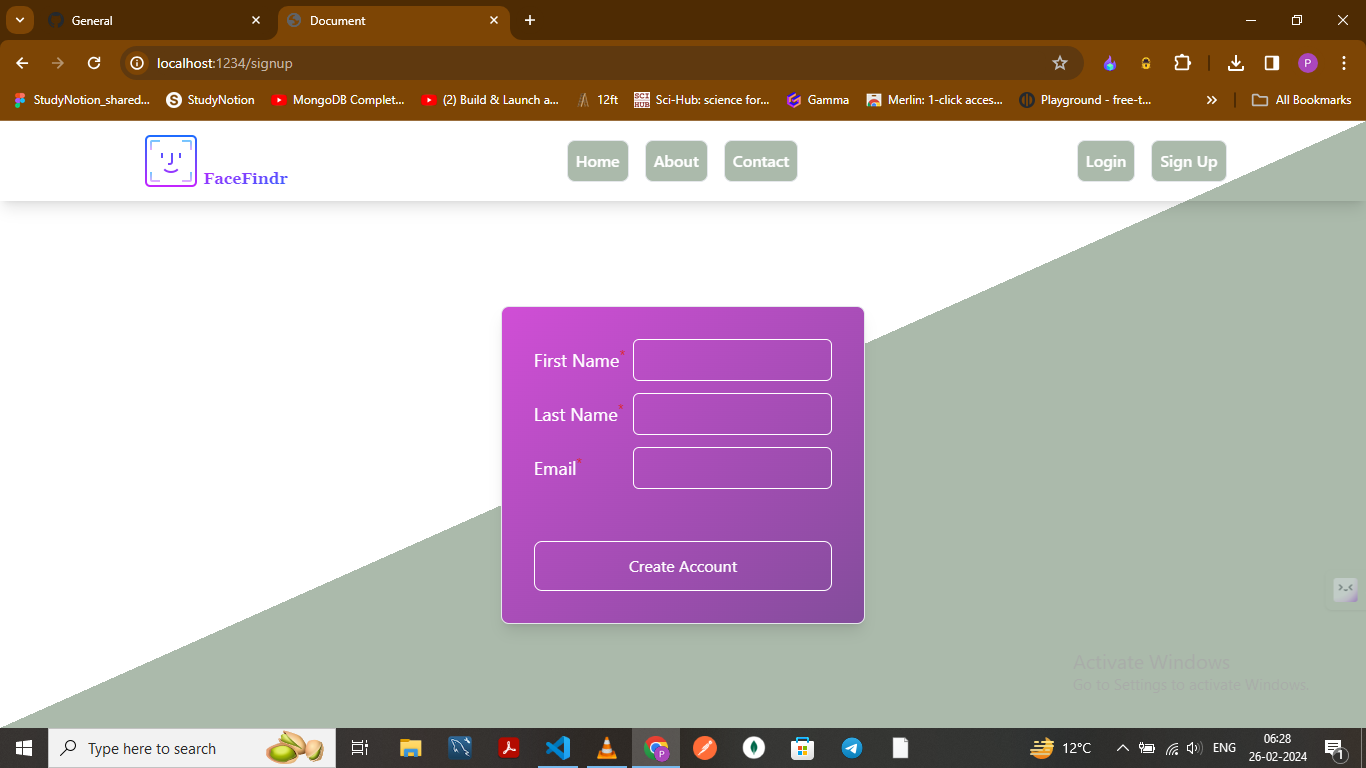 General
Document
localhost:1234/signup
StudyNotion_shared...
StudyNotion
MongoDB Complet...
(2) Build & Launch a...
12ft
SCI HUB
Sci-Hub: science for...
Gamma
Merlin: 1-click acces...
Playground - free-t...
All Bookmarks
P
FaceFindr
Home
About
Contact
Login
Sign Up
First Name*
Last Name*
Email*
Create Account
Activate Windows
Go to Settings to activate Windows.
Type here to search
P
12°C
ENG
06:28
26-02-2024
1